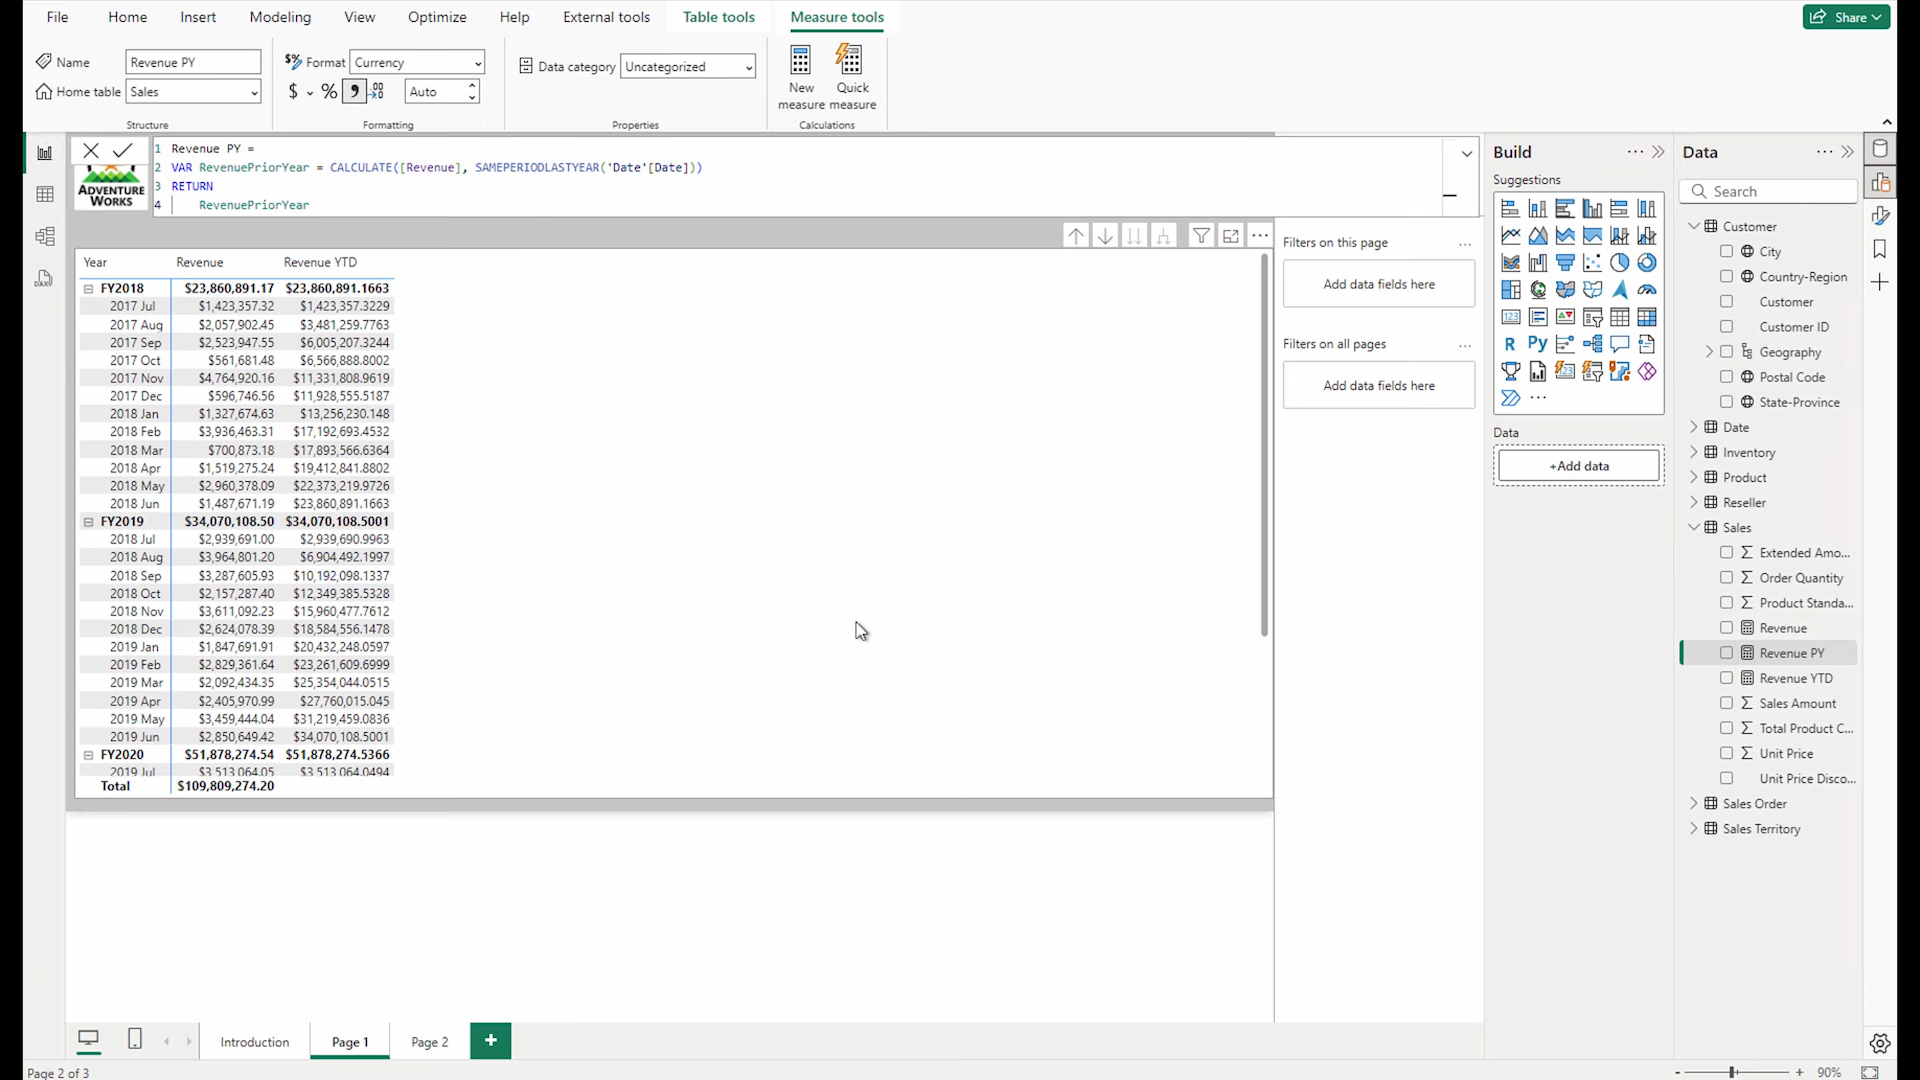 File Home Insert Modeling View Optimize Help External tools Table tools Measure tools Share
Name Revenue PY
Home table Sales
Structure
$% Format Currency
$ % , .00 Auto
Formatting
Data category Uncategorized
Properties
New measure
Quick measure
Calculations
ADVENTURE
WORKS
1 Revenue PY =
2 VAR RevenuePriorYear = CALCULATE([Revenue], SAMEPERIODLASTYEAR('Date'[Date]))
3 RETURN
4 RevenuePriorYear
Year Revenue Revenue YTD
FY2018 $23,860,891.17 $23,860,891.1663
2017 Jul $1,423,357.32 $1,423,357.3229
2017 Aug $2,057,902.45 $3,481,259.7763
2017 Sep $2,523,947.55 $6,005,207.3244
2017 Oct $561,681.48 $6,566,888.8002
2017 Nov $4,764,920.16 $11,331,808.9619
2017 Dec $596,746.56 $11,928,555.5187
2018 Jan $1,327,674.63 $13,256,230.148
2018 Feb $3,936,463.31 $17,192,693.4532
2018 Mar $700,873.18 $17,893,566.6364
2018 Apr $1,519,275.24 $19,412,841.8802
2018 May $2,960,378.09 $22,373,219.9726
2018 Jun $1,487,671.19 $23,860,891.1663
FY2019 $34,070,108.50 $34,070,108.5001
2018 Jul $2,939,691.00 $2,939,690.9963
2018 Aug $3,964,801.20 $6,904,492.1997
2018 Sep $3,287,605.93 $10,192,098.1337
2018 Oct $2,157,287.40 $12,349,385.5328
2018 Nov $3,611,092.23 $15,960,477.7612
2018 Dec $2,624,078.39 $18,584,556.1478
2019 Jan $1,847,691.91 $20,432,248.0597
2019 Feb $2,829,361.64 $23,261,609.6999
2019 Mar $2,092,434.35 $25,354,044.0515
2019 Apr $2,405,970.99 $27,760,015.045
2019 May $3,459,444.04 $31,219,459.0836
2019 Jun $2,850,649.42 $34,070,108.5001
FY2020 $51,878,274.54 $51,878,274.5366
2019 Jul $3,513,064.05 $3,513,064.0494
Total $109,809,274.20
Filters on this page ...
Add data fields here
Filters on all pages ...
Add data fields here
Build ...
Suggestions
123
R Py
...
Data
+Add data
Data ...
Search
Customer
City
Country-Region
Customer
Customer ID
Geography
Postal Code
State-Province
Date
Inventory
Product
Reseller
Sales
Extended Amo...
Order Quantity
Product Standa...
Revenue
Revenue PY
Revenue YTD
Sales Amount
Total Product C...
Unit Price
Unit Price Disco...
Sales Order
Sales Territory
Introduction Page 1 Page 2 +
Page 2 of 3
- + 90%